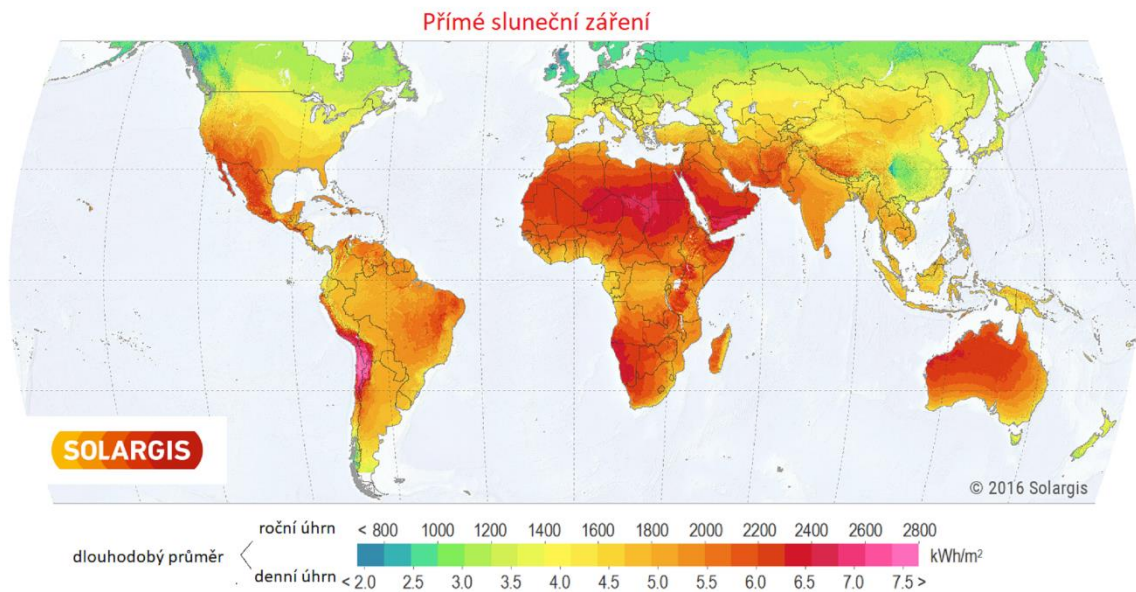 Přímé sluneční záření
SOLARGIS
© 2016 Solargis
roční úhrn < 800 1000 1200 1400 1600 1800 2000 2200 2400 2600 2800
dlouhodobý průměr kWh/m²
denní úhrn < 2.0 2.5 3.0 3.5 4.0 4.5 5.0 5.5 6.0 6.5 7.0 7.5 >